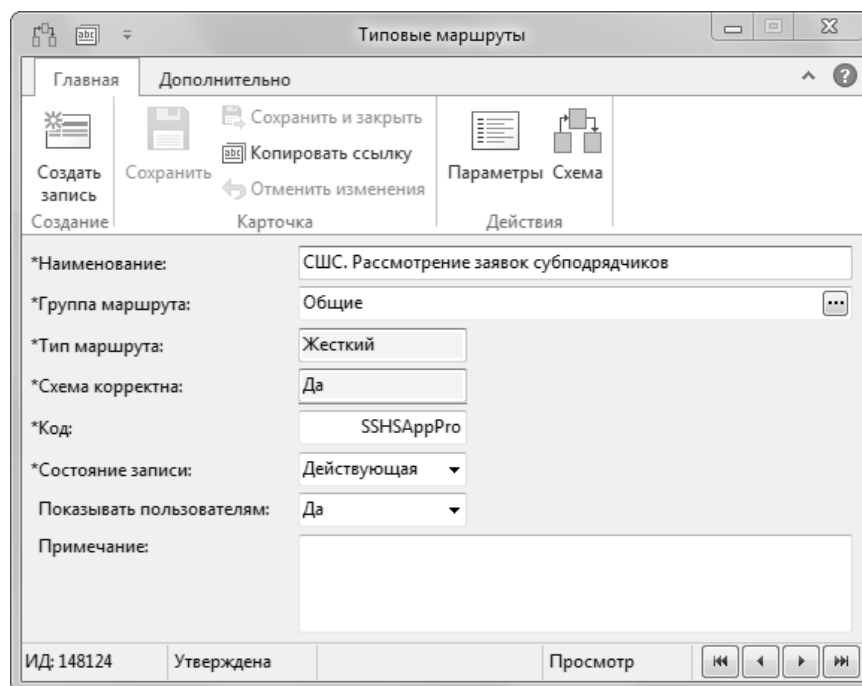 abc
Типовые маршруты
Главная
Дополнительно
Создать запись
Сохранить
Сохранить и закрыть
abc
Копировать ссылку
Отменить изменения
Параметры
Схема
Создание
Карточка
Действия
*Наименование:
СШС. Рассмотрение заявок субподрядчиков
*Группа маршрута:
Общие
...
*Тип маршрута:
Жесткий
*Схема корректна:
Да
*Код:
SSHSAppPro
*Состояние записи:
Действующая
Показывать пользователям:
Да
Примечание:
ИД: 148124
Утверждена
Просмотр